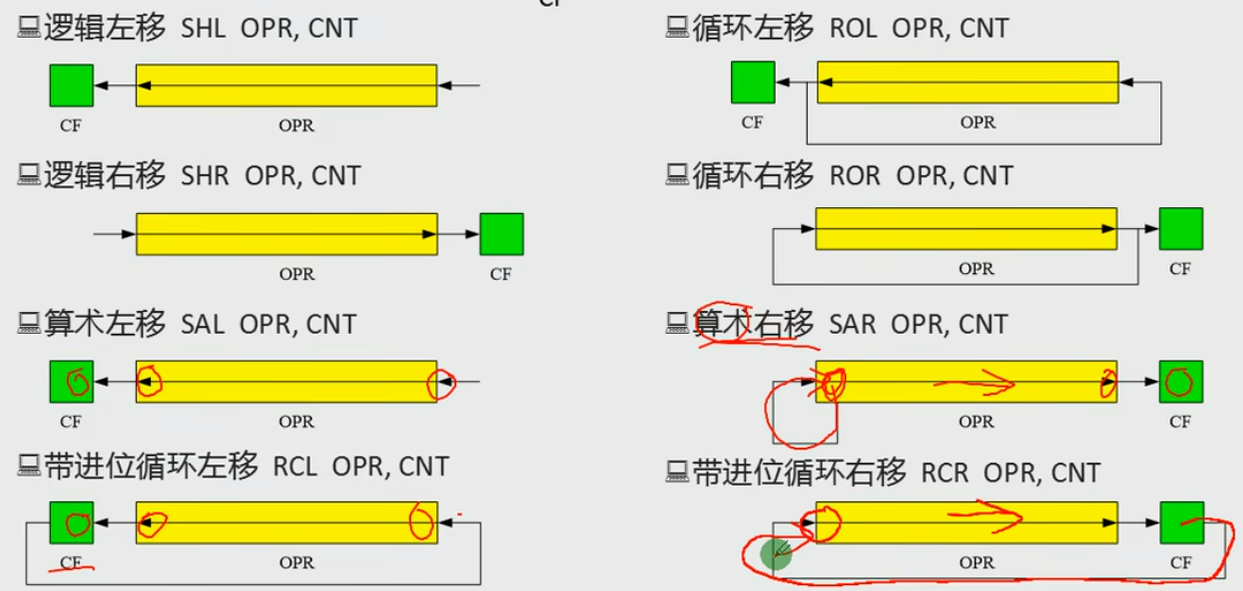 CF
逻辑左移 SHL OPR, CNT
CF OPR
逻辑右移 SHR OPR, CNT
OPR CF
算术左移 SAL OPR, CNT
CF OPR
带进位循环左移 RCL OPR, CNT
CF OPR
循环左移 ROL OPR, CNT
CF OPR
循环右移 ROR OPR, CNT
OPR CF
算术右移 SAR OPR, CNT
OPR CF
带进位循环右移 RCR OPR, CNT
OPR CF